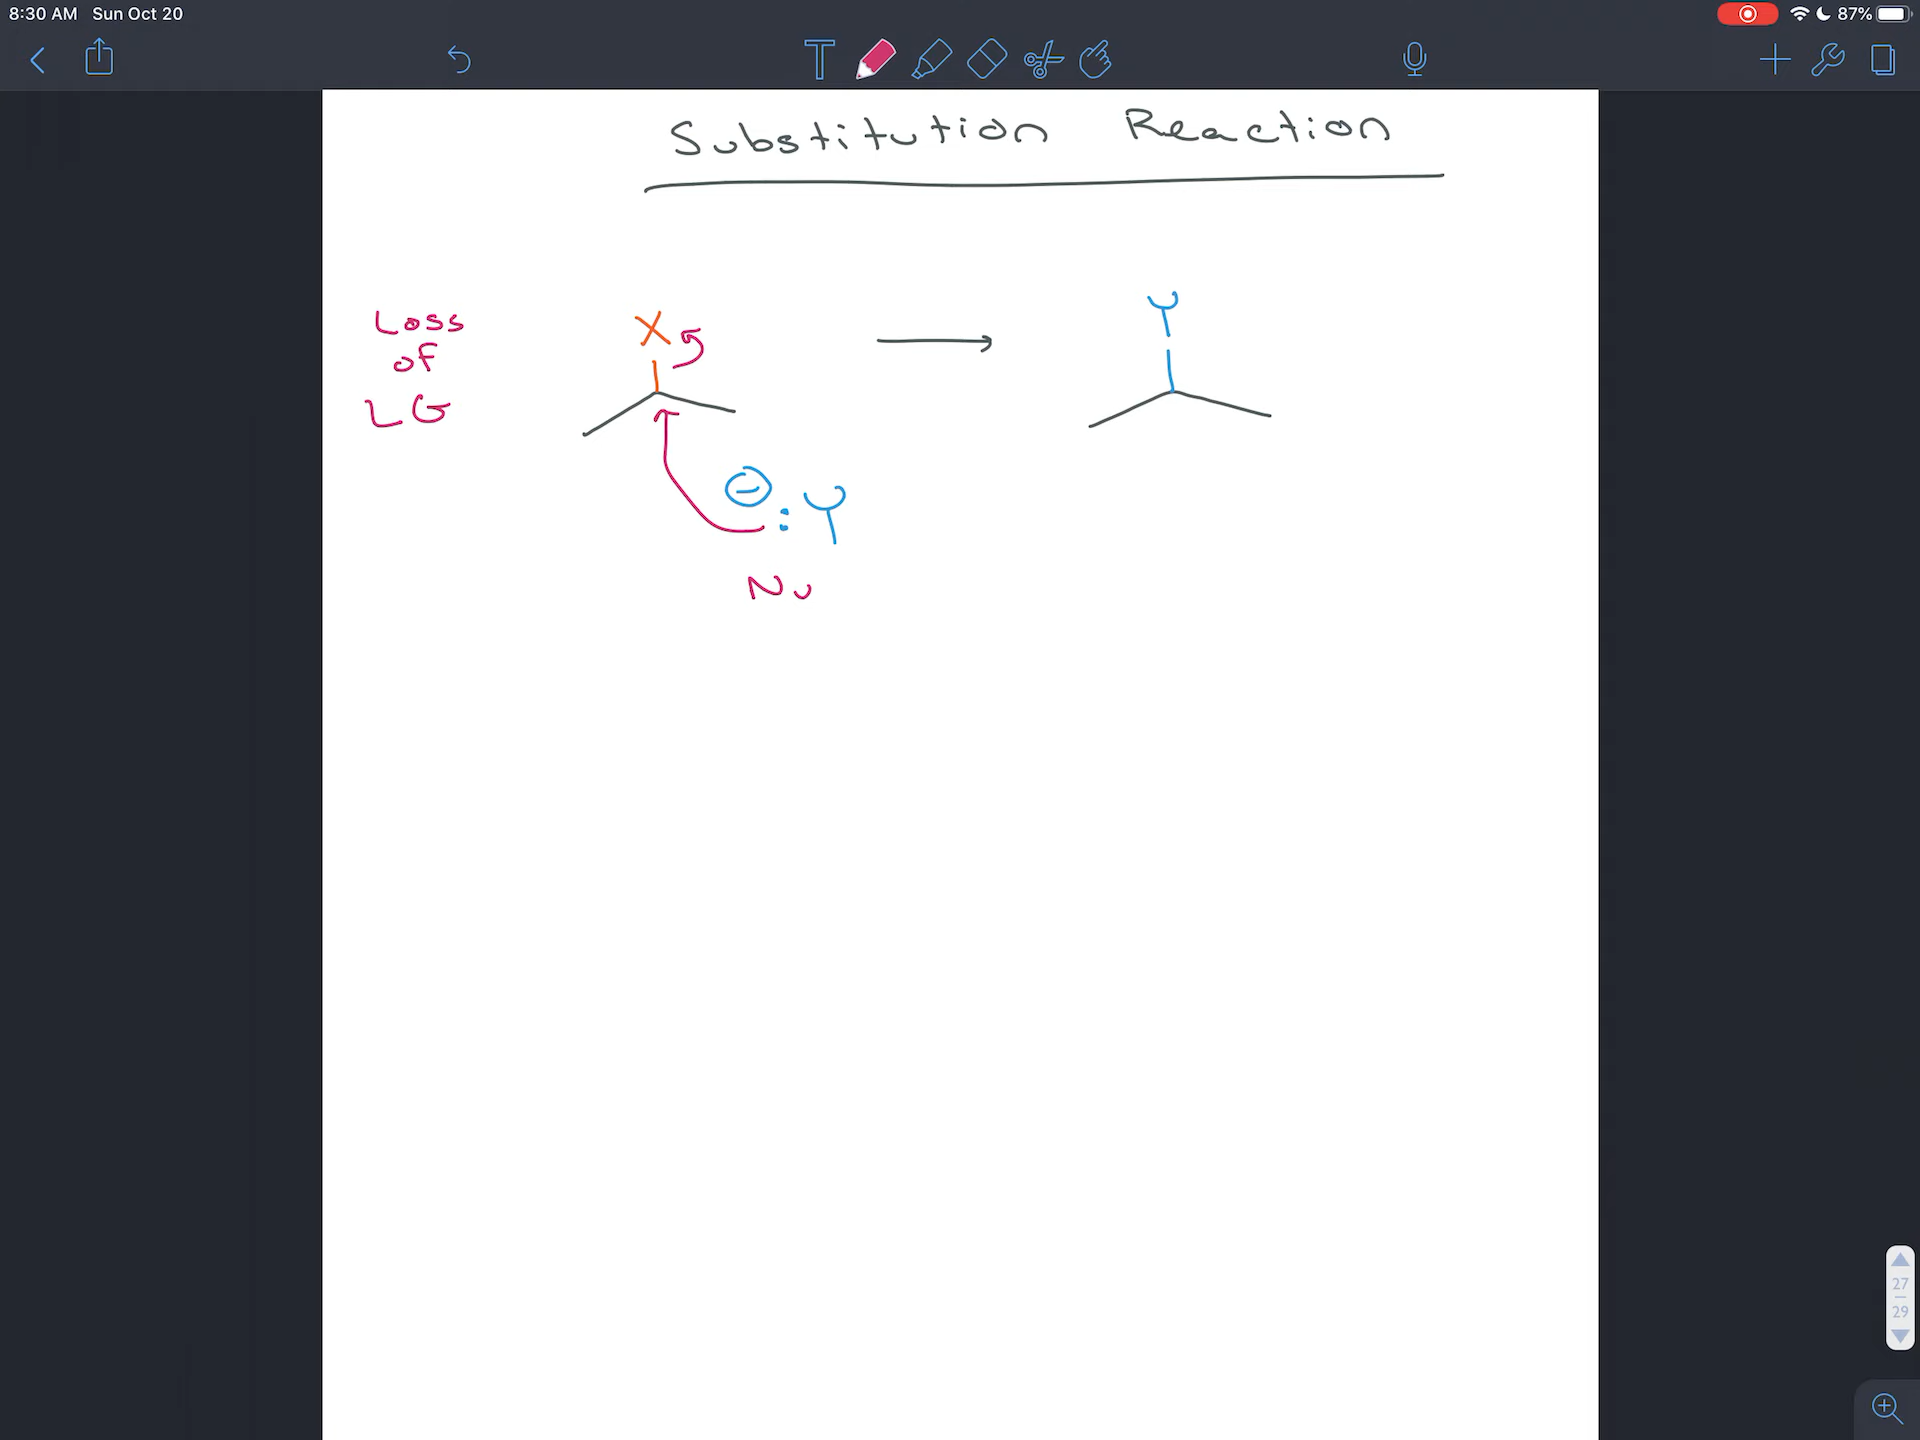 8:30 AM Sun Oct 20
87%
T
Substitution Reaction
Loss
of
LG
X
Y
⊖
: Y
Nu
27
29